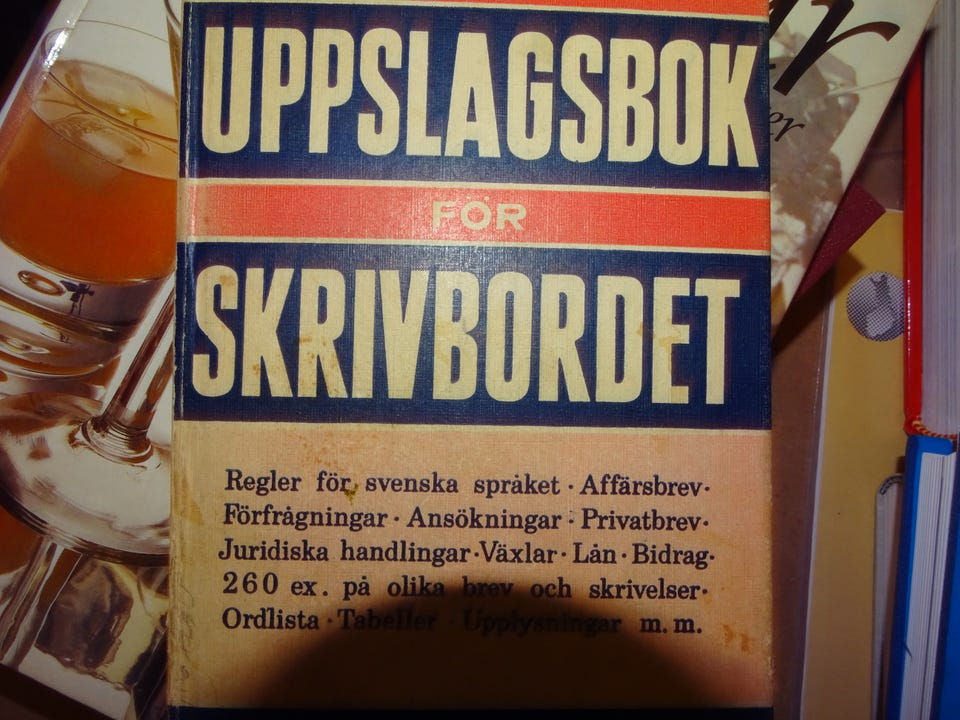 UPPSLAGSBOK
FÖR
SKRIVBORDET
Regler för svenska språket · Affärsbrev·
Förfrågningar · Ansökningar · Privatbrev·
Juridiska handlingar·Växlar· Lån · Bidrag·
260 ex. på olika brev och skrivelser·
Ordlista · Tabeller · Upplysningar m.m.